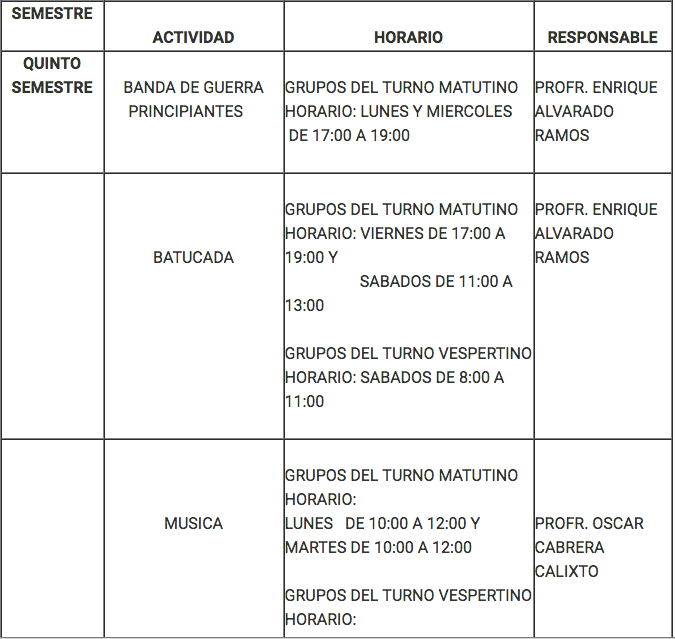 SEMESTRE
ACTIVIDAD
HORARIO
RESPONSABLE
QUINTO
SEMESTRE
BANDA DE GUERRA
PRINCIPIANTES
GRUPOS DEL TURNO MATUTINO
HORARIO: LUNES Y MIERCOLES
DE 17:00 A 19:00
PROFR. ENRIQUE
ALVARADO
RAMOS
BATUCADA
GRUPOS DEL TURNO MATUTINO
HORARIO: VIERNES DE 17:00 A
19:00 Y
SABADOS DE 11:00 A
13:00
GRUPOS DEL TURNO VESPERTINO
HORARIO: SABADOS DE 8:00 A
11:00
PROFR. ENRIQUE
ALVARADO
RAMOS
MUSICA
GRUPOS DEL TURNO MATUTINO
HORARIO:
LUNES DE 10:00 A 12:00 Y
MARTES DE 10:00 A 12:00
GRUPOS DEL TURNO VESPERTINO
HORARIO:
PROFR. OSCAR
CABRERA
CALIXTO